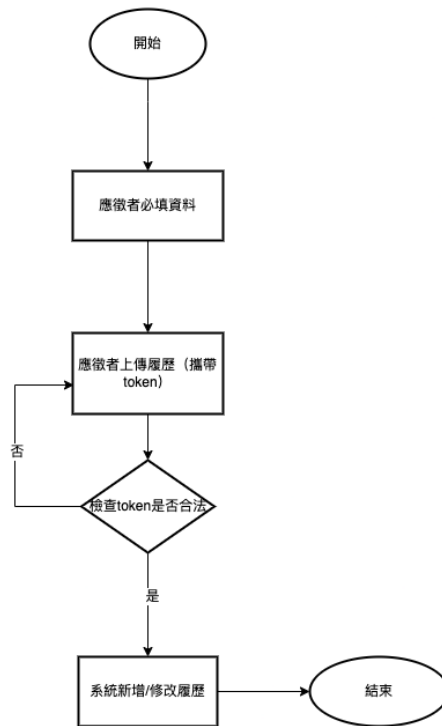 開始
應徵者必填資料
應徵者上傳履歷（攜帶
token）
否
檢查token是否合法
是
系統新增/修改履歷
結束